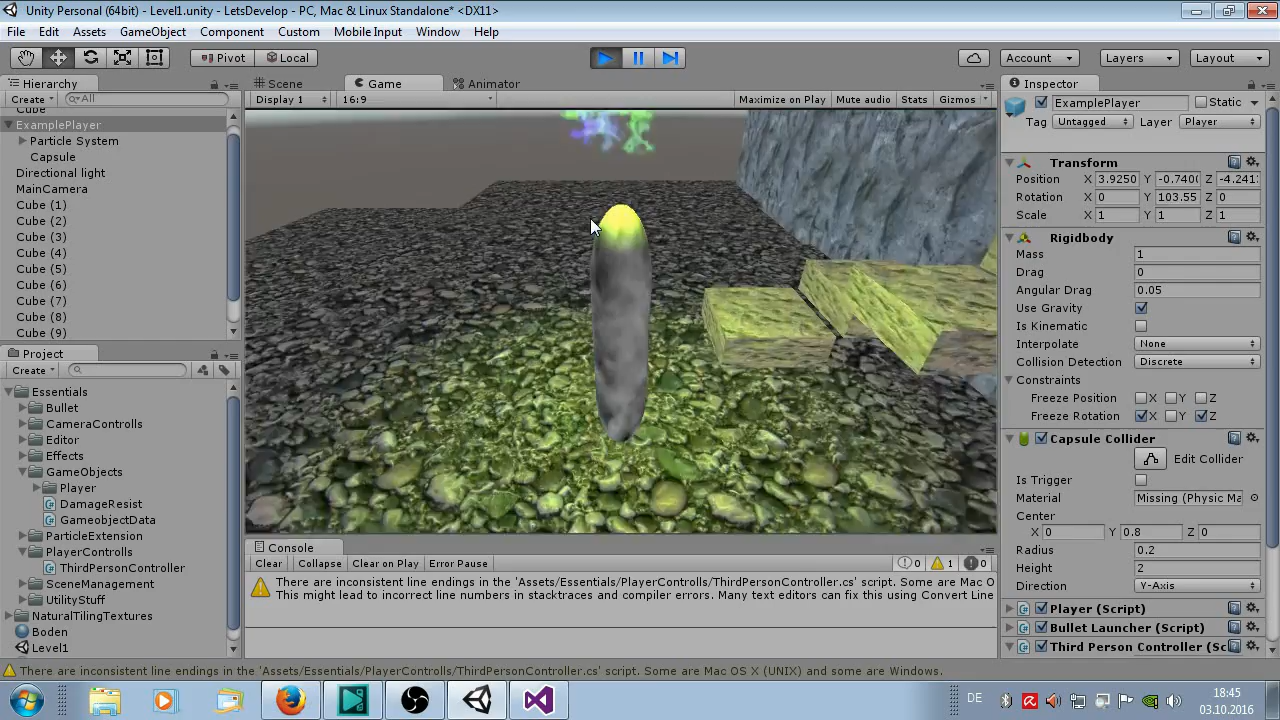 Unity Personal (64bit) - Level1.unity - LetsDevelop - PC, Mac & Linux Standalone* <DX11>
File Edit Assets GameObject Component Custom Mobile Input Window Help
Pivot Local Account Layers Layout
Hierarchy
Create All
Cube
ExamplePlayer
Particle System
Capsule
Directional light
MainCamera
Cube (1)
Cube (2)
Cube (3)
Cube (4)
Cube (5)
Cube (6)
Cube (7)
Cube (8)
Cube (9)
Project
Create
Essentials
Bullet
CameraControlls
Editor
Effects
GameObjects
Player
DamageResist
GameobjectData
ParticleExtension
PlayerControlls
ThirdPersonController
SceneManagement
UtilityStuff
NaturalTilingTextures
Boden
Level1
Scene Game Animator
Display 1 16:9 Maximize on Play Mute audio Stats Gizmos
Console
Clear Collapse Clear on Play Error Pause 0 1 0
There are inconsistent line endings in the 'Assets/Essentials/PlayerControlls/ThirdPersonController.cs' script. Some are Mac O
This might lead to incorrect line numbers in stacktraces and compiler errors. Many text editors can fix this using Convert Line
Inspector
ExamplePlayer Static
Tag Untagged Layer Player
Transform
Position X 3.9250 Y -0.7400 Z -4.241
Rotation X 0 Y 103.55 Z 0
Scale X 1 Y 1 Z 1
Rigidbody
Mass 1
Drag 0
Angular Drag 0.05
Use Gravity
Is Kinematic
Interpolate None
Collision Detection Discrete
Constraints
Freeze Position X Y Z
Freeze Rotation X Y Z
Capsule Collider
Edit Collider
Is Trigger
Material Missing (Physic Ma
Center
X 0 Y 0.8 Z 0
Radius 0.2
Height 2
Direction Y-Axis
Player (Script)
Bullet Launcher (Script)
Third Person Controller (Sc
There are inconsistent line endings in the 'Assets/Essentials/PlayerControlls/ThirdPersonController.cs' script. Some are Mac OS X (UNIX) and some are Windows.
DE
18:45
03.10.2016